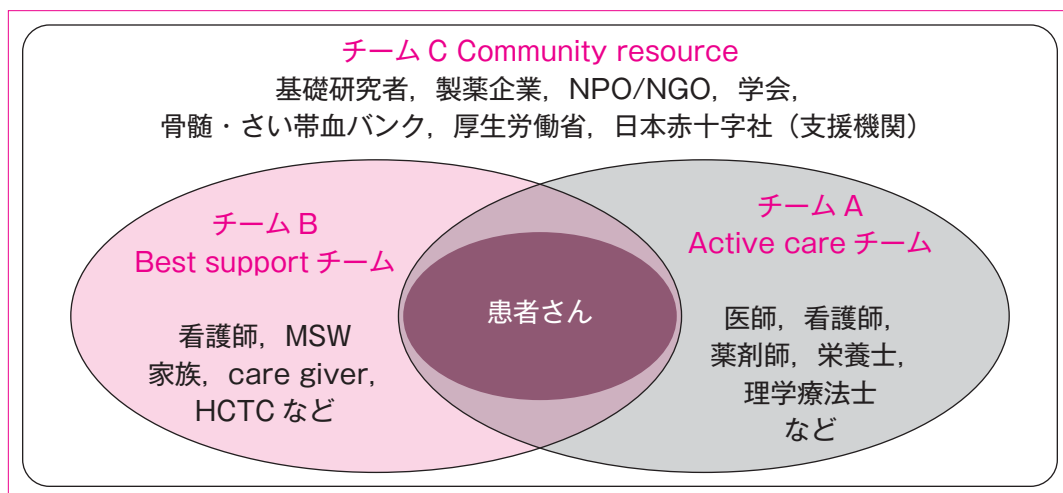 チーム C Community resource
基礎研究者，製薬企業，NPO/NGO，学会，
骨髄・さい帯血バンク，厚生労働省，日本赤十字社（支援機関）
チーム B
Best support チーム
看護師，MSW
家族，care giver，
HCTC など
患者さん
チーム A
Active care チーム
医師，看護師，
薬剤師，栄養士，
理学療法士
など